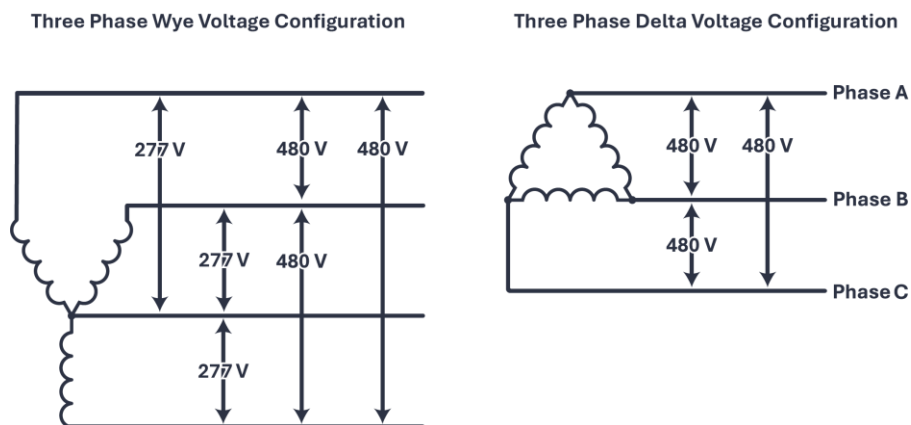 Three Phase Wye Voltage Configuration
Three Phase Delta Voltage Configuration
277 V
480 V
480 V
277 V
480 V
277 V
480 V
480 V
480 V
Phase A
Phase B
Phase C